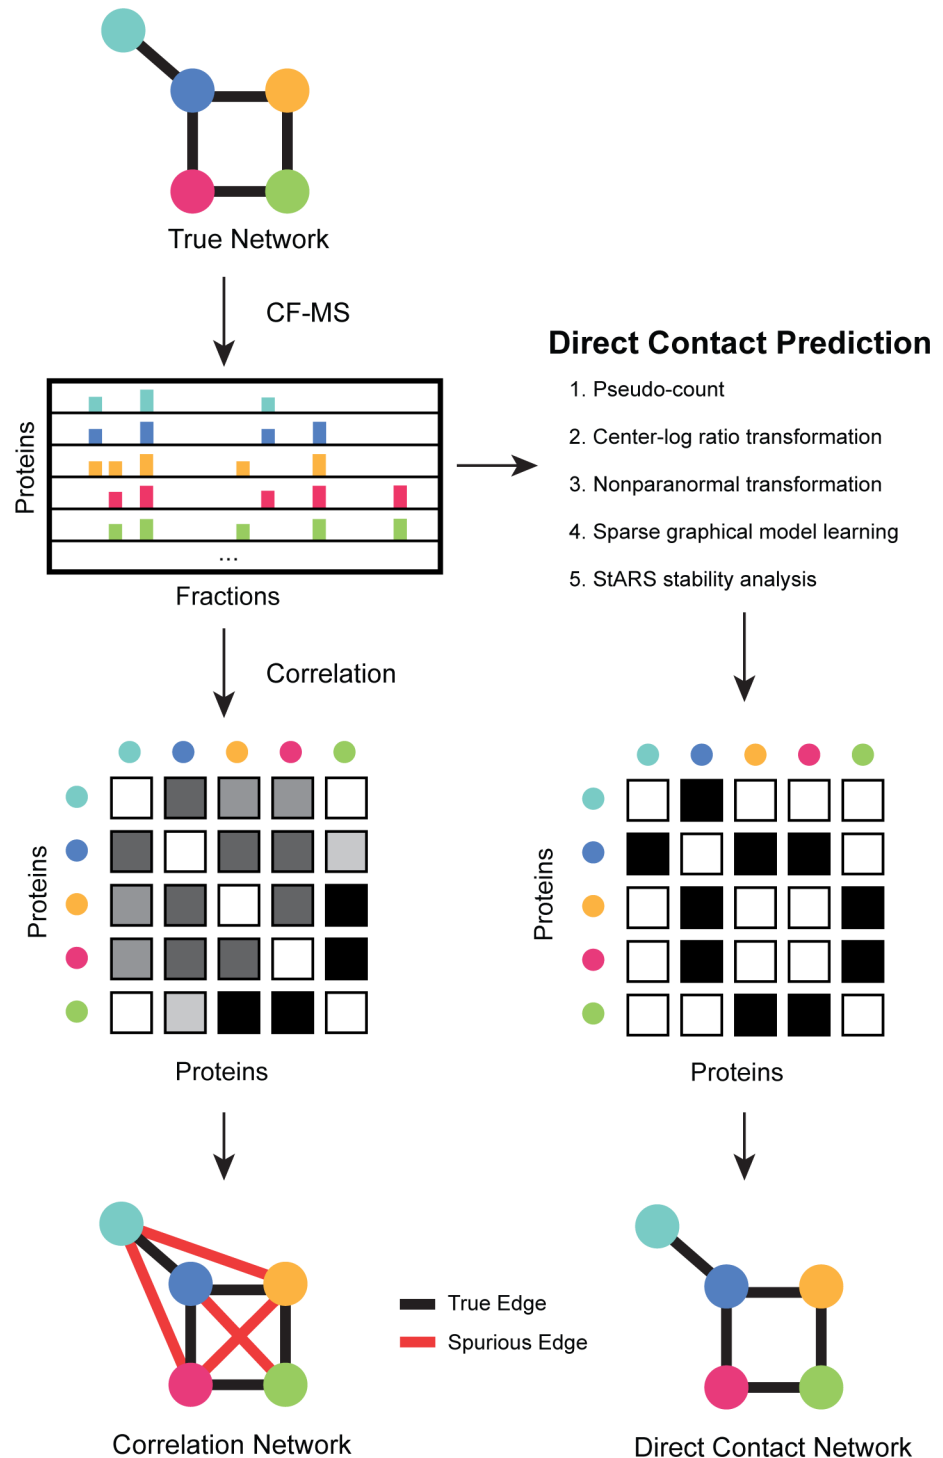 True Network
CF-MS
Direct Contact Prediction
1. Pseudo-count
2. Center-log ratio transformation
3. Nonparanormal transformation
4. Sparse graphical model learning
5. StARS stability analysis
Proteins
...
Fractions
Correlation
Proteins
Proteins
Proteins
Proteins
True Edge
Spurious Edge
Correlation Network
Direct Contact Network